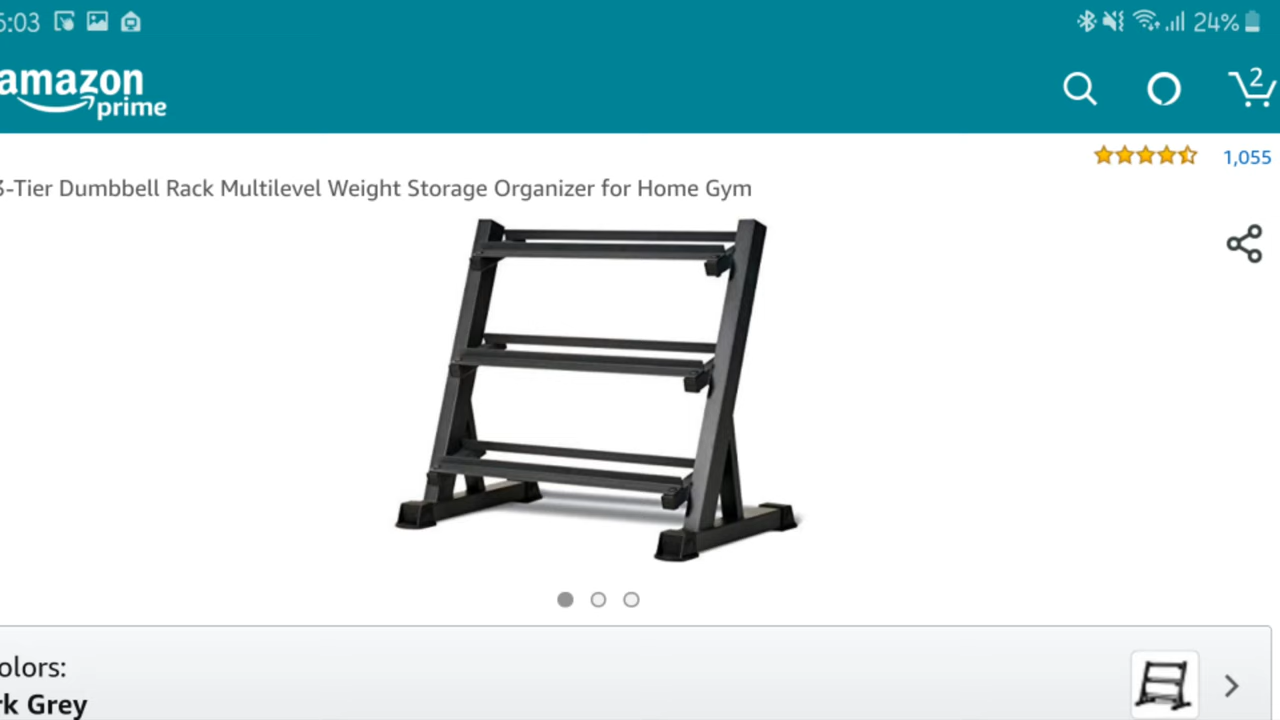 5:03 24%
amazon
prime
2
1,055
3-Tier Dumbbell Rack Multilevel Weight Storage Organizer for Home Gym
olors:
rk Grey